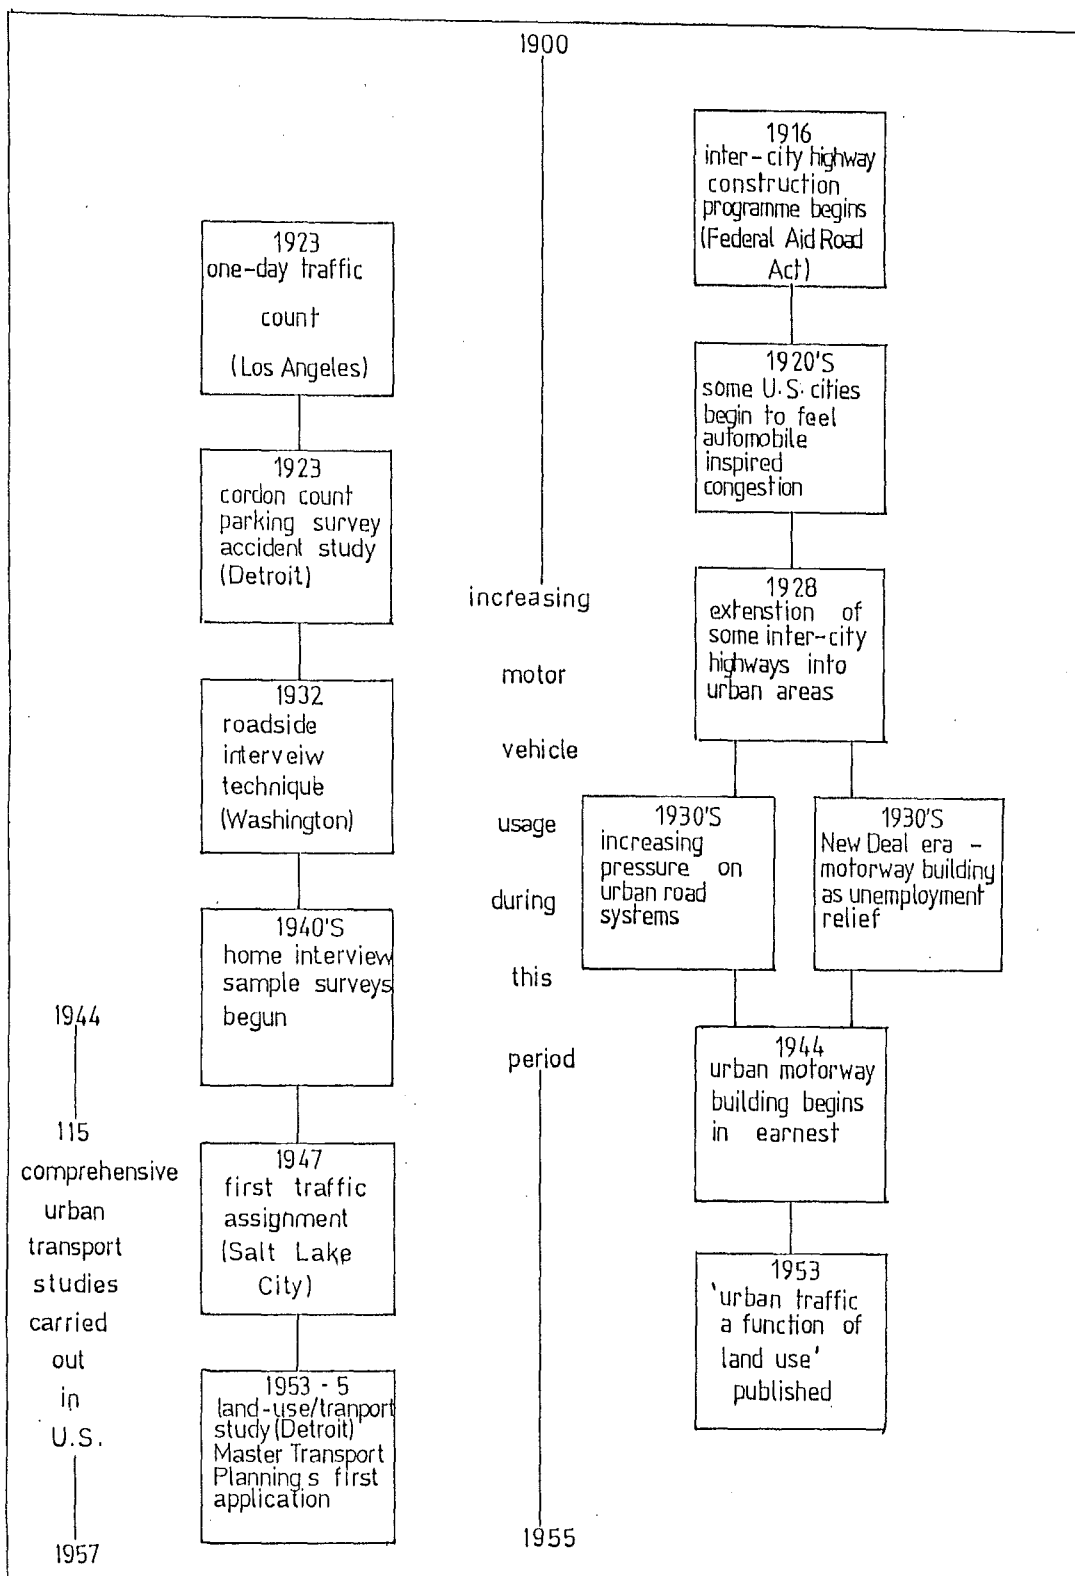 1900
1916
inter-city highway
construction
programme begins
(Federal Aid Road
Act)
1923
one-day traffic
count
(Los Angeles)
1920'S
some U.S. cities
begin to feel
automobile
inspired
congestion
1923
cordon count
parking survey
accident study
(Detroit)
1928
extenstion of
some inter-city
highways into
urban areas
increasing
motor
vehicle
usage
during
this
period
1932
roadside
interveiw
technique
(Washington)
1930'S
increasing
pressure on
urban road
systems
1930'S
New Deal era -
motorway building
as unemployment
relief
1940'S
home interview
sample surveys
begun
1944
urban motorway
building begins
in earnest
1944
115
comprehensive
urban
transport
studies
carried
out
in
U.S.
1957
1947
first traffic
assignment
(Salt Lake
City)
1953
'urban traffic
a function of
land use'
published
1953 - 5
land-use/tranport
study (Detroit)
Master Transport
Planning s first
application
1955